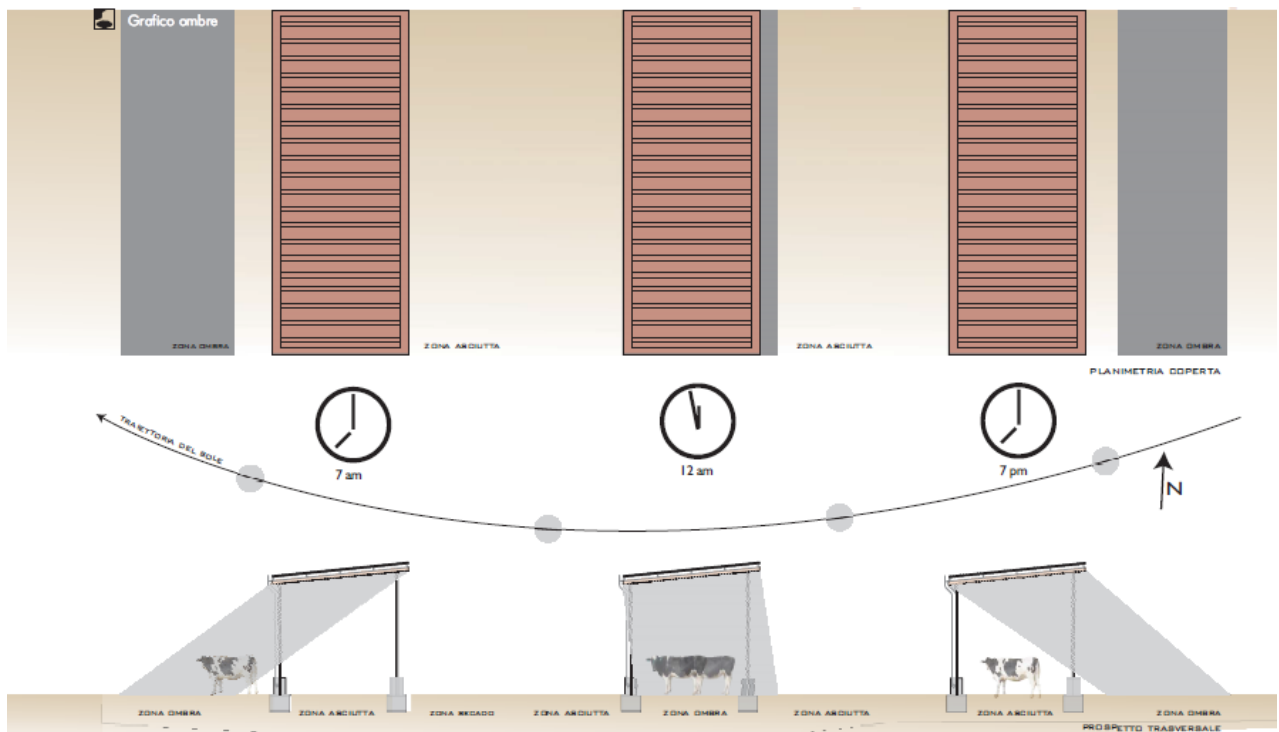 Grafico ombre
ZONA OMBRA
ZONA ASCIUTTA
ZONA ASCIUTTA
ZONA OMBRA
PLANIMETRIA COPERTA
TRAIETTORIA DEL SOLE
7 am
12 am
7 pm
N
ZONA OMBRA
ZONA ASCIUTTA
ZONA SECADO
ZONA ASCIUTTA
ZONA OMBRA
ZONA ASCIUTTA
ZONA ASCIUTTA
ZONA OMBRA
PROSPETTO TRASVERSALE